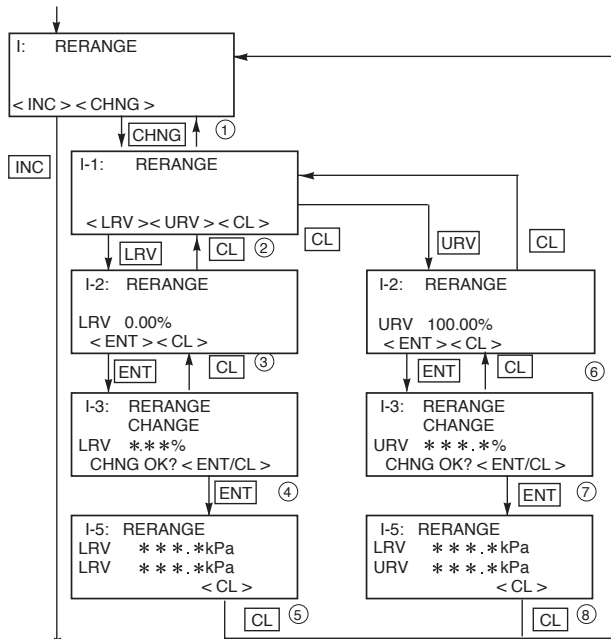 I: RERANGE
< INC > < CHNG >
CHNG ①
INC
I-1: RERANGE
< LRV > < URV > < CL >
CL
URV
CL
LRV
CL ②
I-2: RERANGE
LRV 0.00%
< ENT > < CL >
ENT
CL ③
I-2: RERANGE
URV 100.00%
< ENT > < CL >
ENT
CL
⑥
I-3: RERANGE
CHANGE
LRV *.**%
CHNG OK? < ENT/CL >
ENT ④
I-3: RERANGE
CHANGE
URV ***.*%
CHNG OK? < ENT/CL >
ENT ⑦
I-5: RERANGE
LRV ***.*kPa
LRV ***.*kPa
< CL >
CL ⑤
I-5: RERANGE
LRV ***.*kPa
URV ***.*kPa
< CL >
CL ⑧